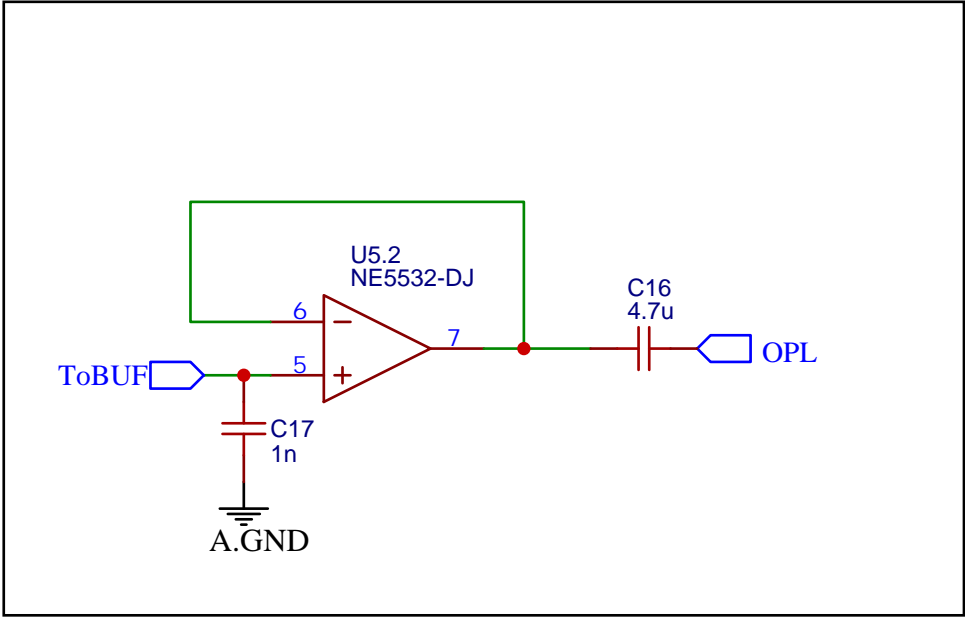 U5.2
NE5532-DJ
C16
4.7u
6
7
OPL
5
ToBUF
C17
1n
A.GND